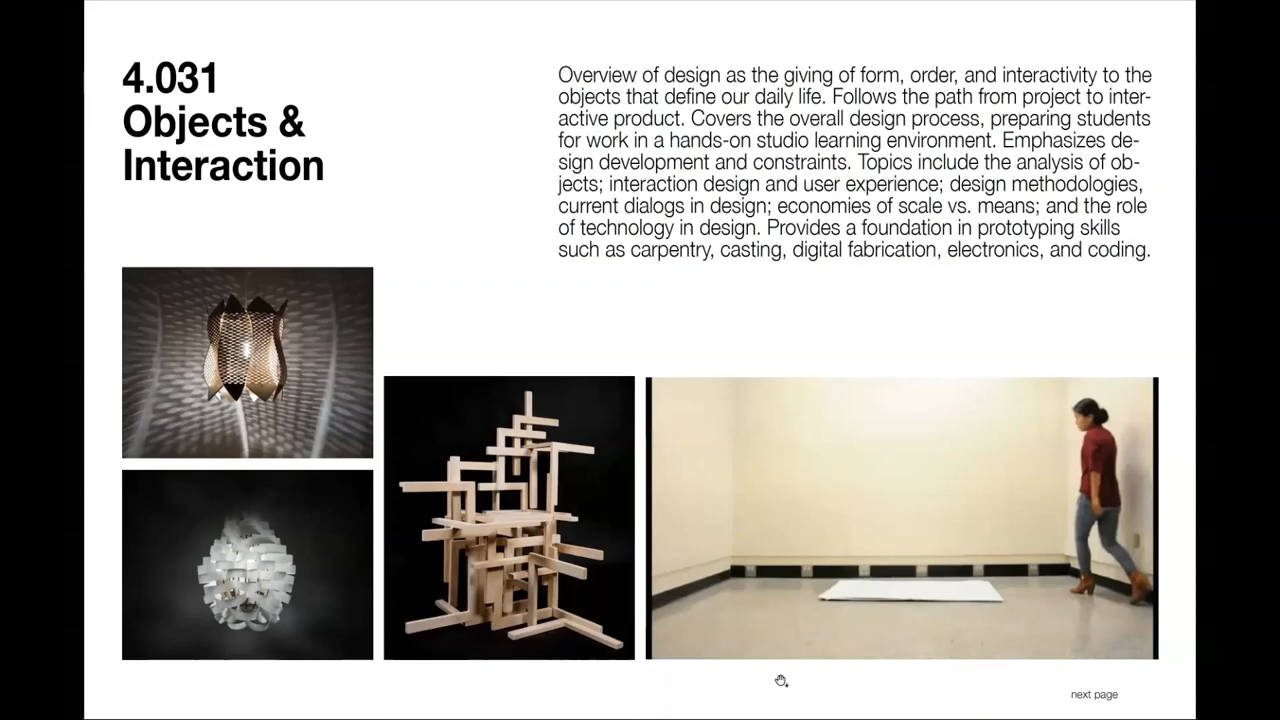 4.031
Objects &
Interaction
Overview of design as the giving of form, order, and interactivity to the
objects that define our daily life. Follows the path from project to inter-
active product. Covers the overall design process, preparing students
for work in a hands-on studio learning environment. Emphasizes de-
sign development and constraints. Topics include the analysis of ob-
jects; interaction design and user experience; design methodologies,
current dialogs in design; economies of scale vs. means; and the role
of technology in design. Provides a foundation in prototyping skills
such as carpentry, casting, digital fabrication, electronics, and coding.
next page